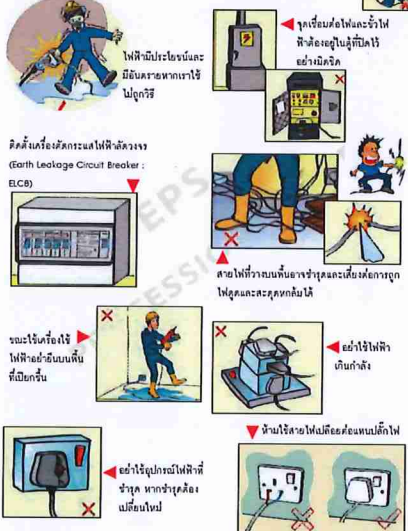 ไฟฟ้ามีประโยชน์และ
มีอันตรายหากเราใช้
ไม่ถูกวิธี
จุดเชื่อมต่อไฟและขั้วไฟ
ฟ้าต้องอยู่ในตู้ที่ปิดไว้
อย่างมิดชิด
ติดตั้งเครื่องตัดกระแสไฟฟ้าลัดวงจร
(Earth Leakage Circuit Breaker :
ELCB)
สายไฟที่วางบนพื้นอาจชำรุดและเสี่ยงต่อการถูก
ไฟดูดและสะดุดหกล้มได้
ขณะใช้เครื่องใช้
ไฟฟ้าอย่ายืนบนพื้น
ที่เปียกชื้น
อย่าใช้ไฟฟ้า
เกินกำลัง
ห้ามใช้สายไฟเปลือยต่อแทนปลั๊กไฟ
อย่าใช้อุปกรณ์ไฟฟ้าที่
ชำรุด หากชำรุดต้อง
เปลี่ยนใหม่